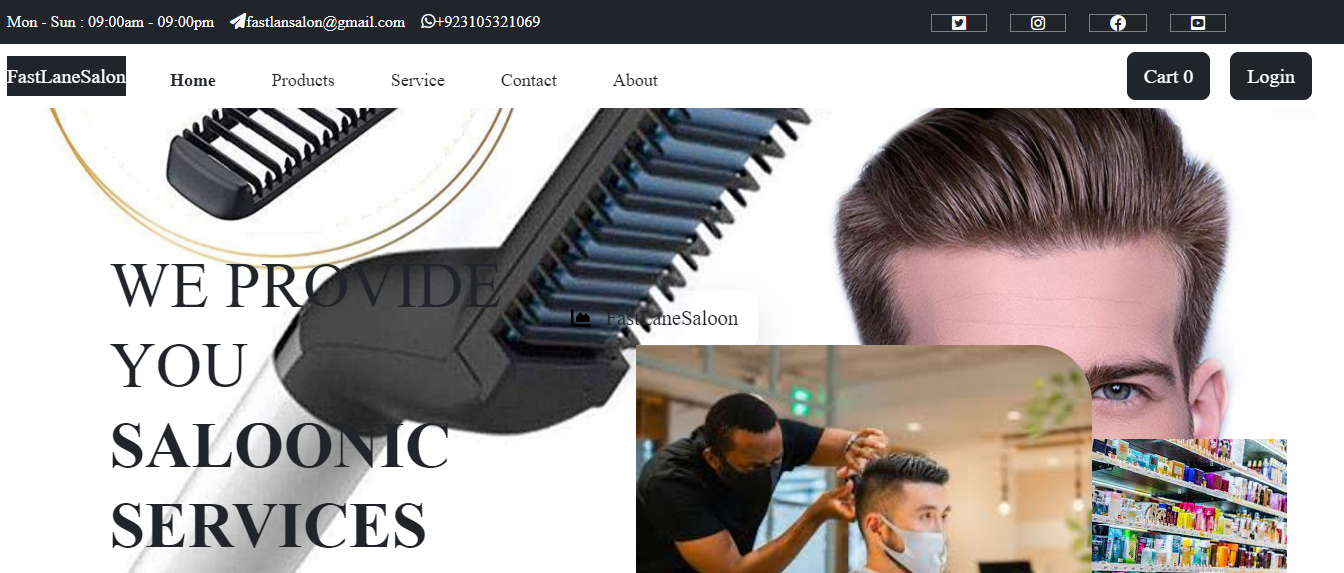 Mon - Sun : 09:00am - 09:00pm fastlansalon@gmail.com +923105321069
FastLaneSalon Home Products Service Contact About Cart 0 Login
WE PROVIDE
YOU
SALOONIC
SERVICES
FastLaneSaloon